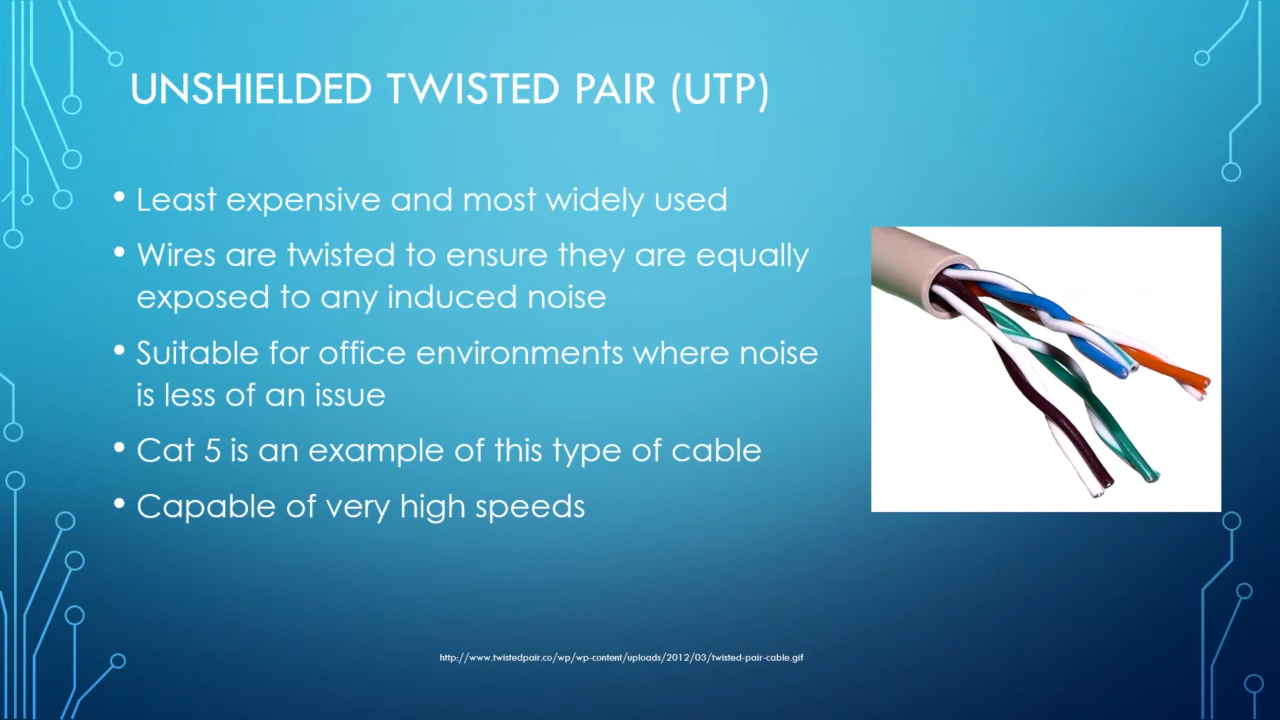 UNSHIELDED TWISTED PAIR (UTP)
• Least expensive and most widely used
• Wires are twisted to ensure they are equally
exposed to any induced noise
• Suitable for office environments where noise
is less of an issue
• Cat 5 is an example of this type of cable
• Capable of very high speeds
http://www.twistedpair.co/wp/wp-content/uploads/2012/03/twisted-pair-cable.gif